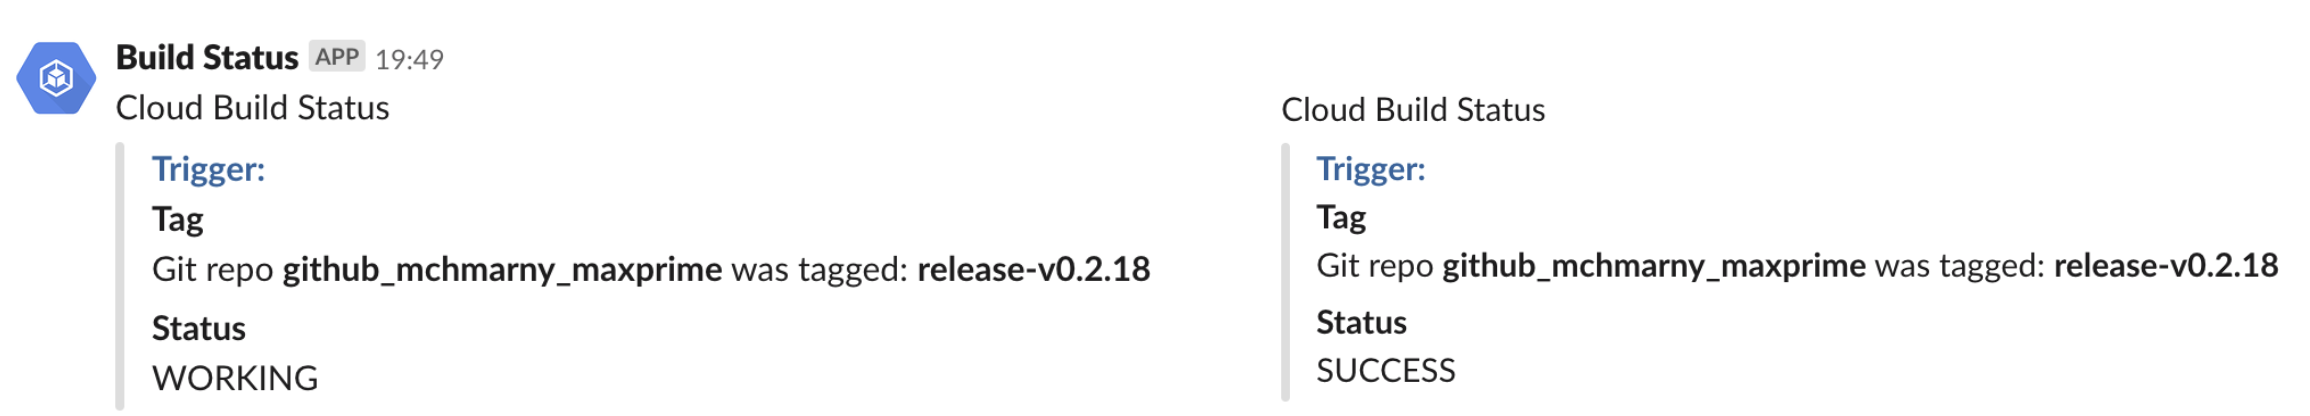 Build Status APP 19:49
Cloud Build Status
Trigger:
Tag
Git repo github_mchmarny_maxprime was tagged: release-v0.2.18
Status
WORKING
Cloud Build Status
Trigger:
Tag
Git repo github_mchmarny_maxprime was tagged: release-v0.2.18
Status
SUCCESS